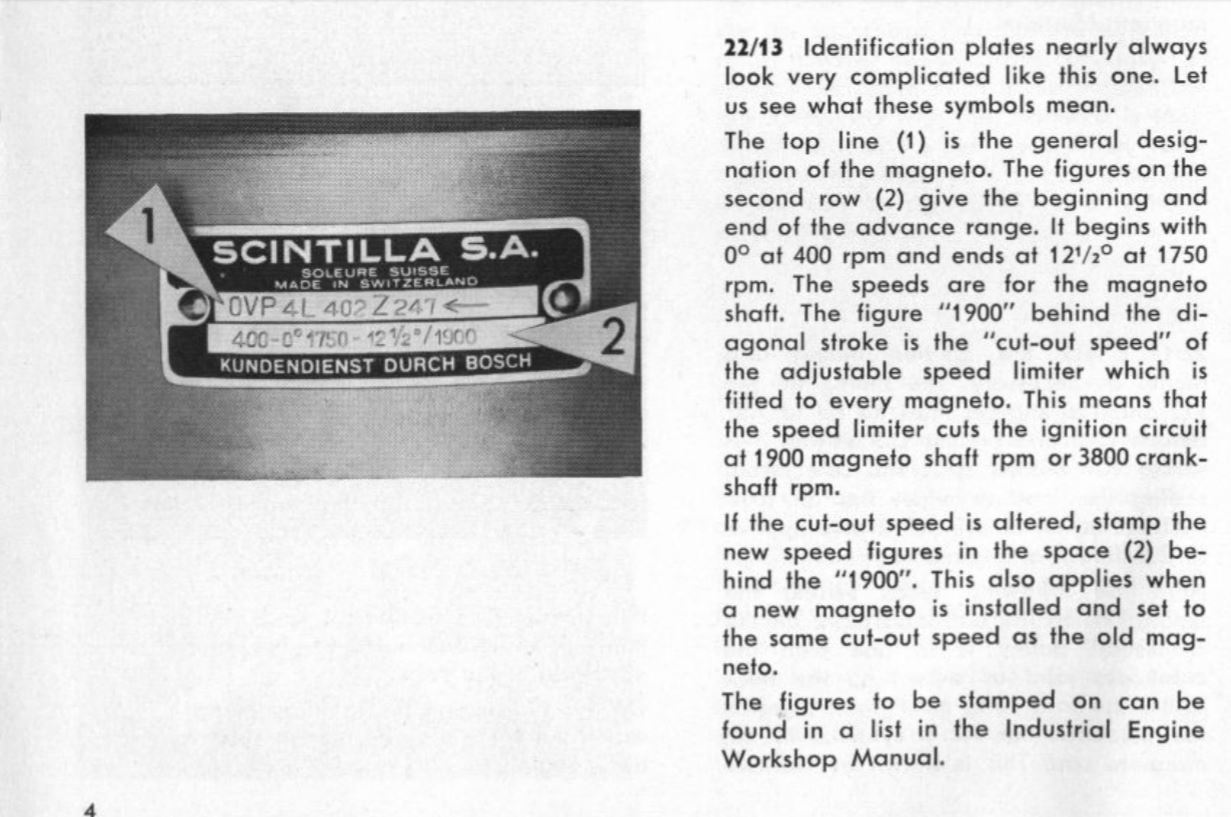 1
SCINTILLA S.A.
SOLEURE SUISSE
MADE IN SWITZERLAND
OVP 4L 402 Z 247 ←
400-0° 1750-12 1/2°/1900
2
KUNDENDIENST DURCH BOSCH
22/13 Identification plates nearly always
look very complicated like this one. Let
us see what these symbols mean.
The top line (1) is the general desig-
nation of the magneto. The figures on the
second row (2) give the beginning and
end of the advance range. It begins with
0° at 400 rpm and ends at 12¹/₂° at 1750
rpm. The speeds are for the magneto
shaft. The figure “1900” behind the di-
agonal stroke is the “cut-out speed” of
the adjustable speed limiter which is
fitted to every magneto. This means that
the speed limiter cuts the ignition circuit
at 1900 magneto shaft rpm or 3800 crank-
shaft rpm.
If the cut-out speed is altered, stamp the
new speed figures in the space (2) be-
hind the “1900”. This also applies when
a new magneto is installed and set to
the same cut-out speed as the old mag-
neto.
The figures to be stamped on can be
found in a list in the Industrial Engine
Workshop Manual.
4